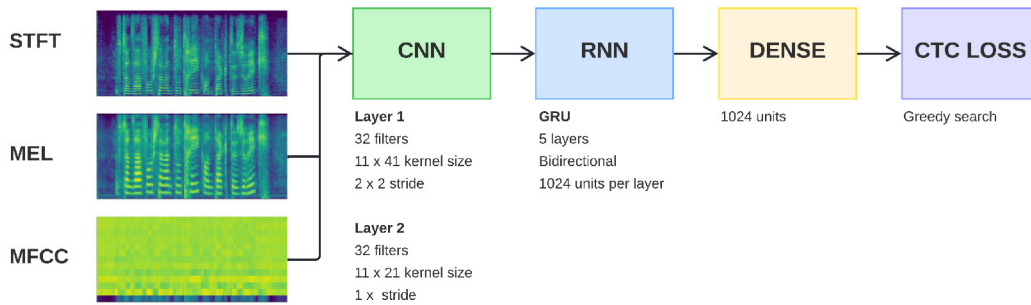 STFT
MEL
MFCC
CNN
RNN
DENSE
CTC LOSS
Layer 1
32 filters
11 x 41 kernel size
2 x 2 stride
Layer 2
32 filters
11 x 21 kernel size
1 x  stride
GRU
5 layers
Bidirectional
1024 units per layer
1024 units
Greedy search